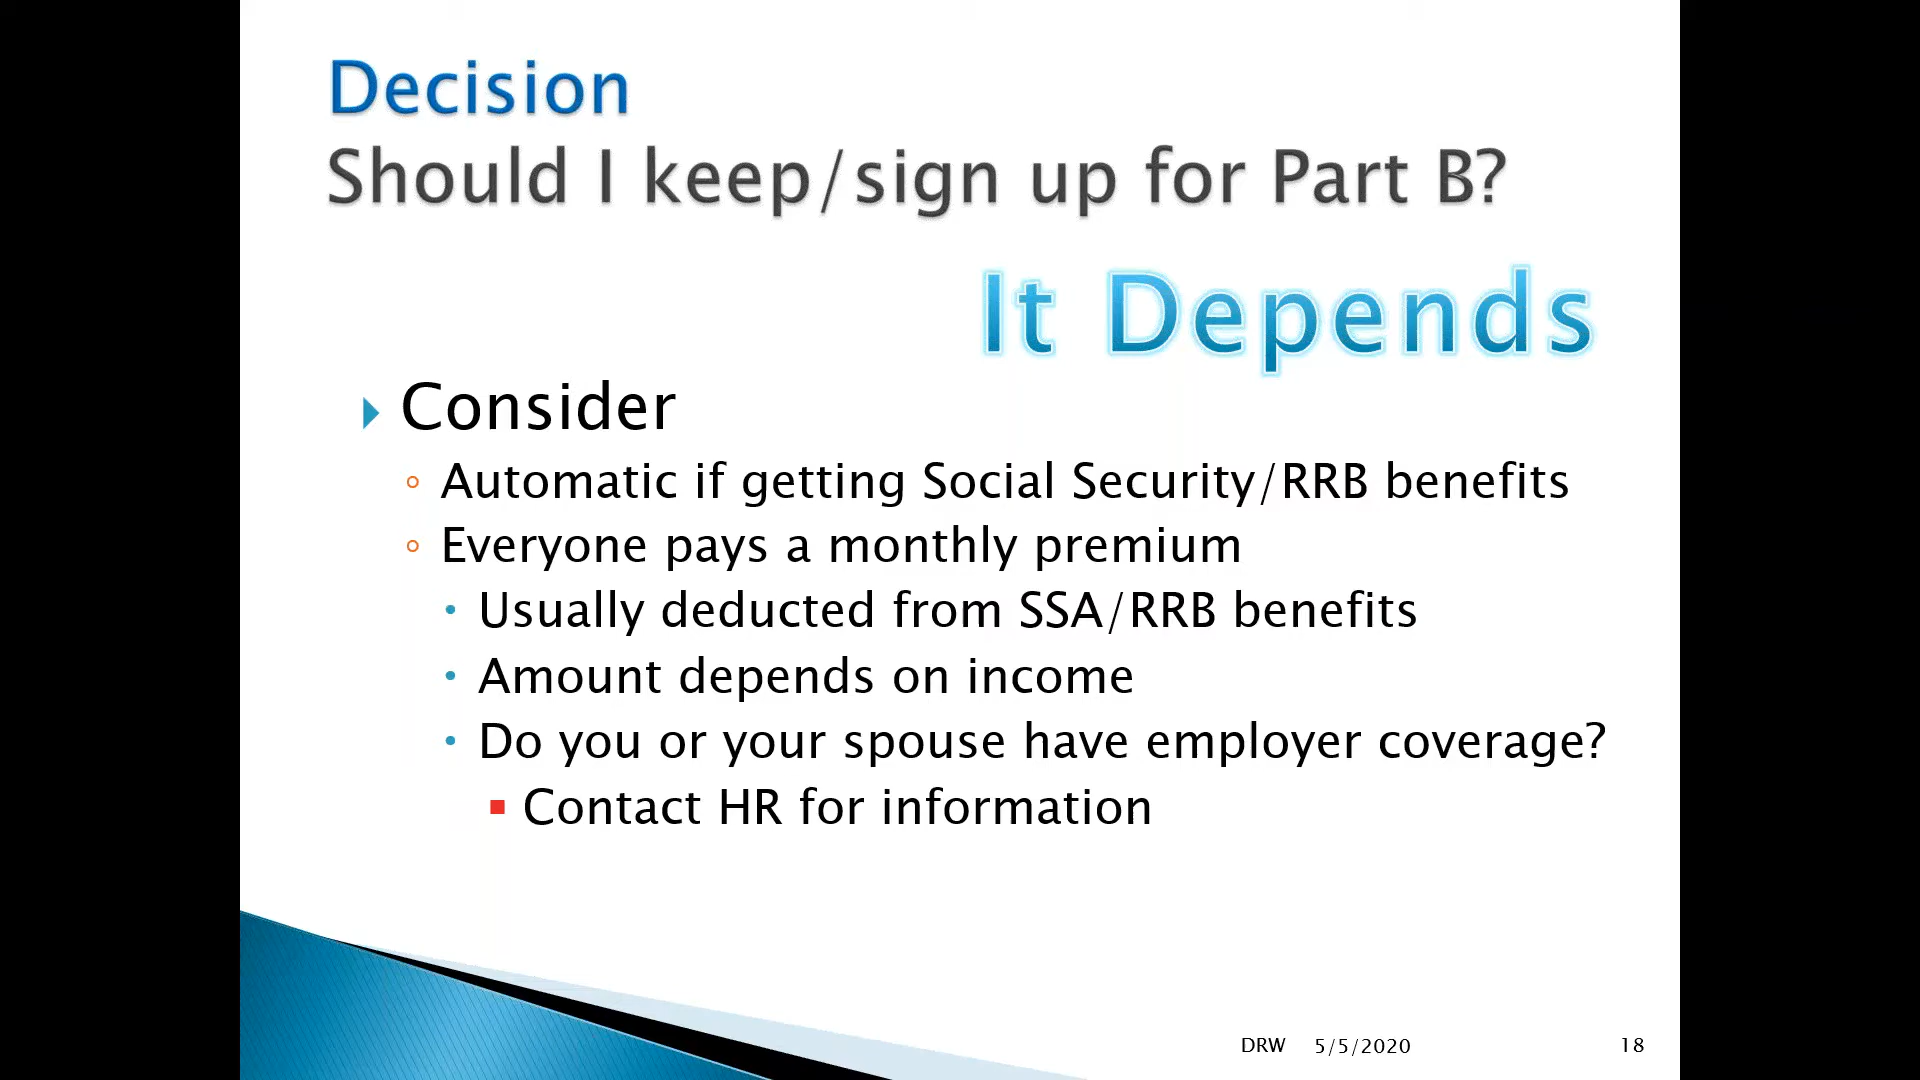 Decision
Should I keep/sign up for Part B?
It Depends
Consider
Automatic if getting Social Security/RRB benefits
Everyone pays a monthly premium
Usually deducted from SSA/RRB benefits
Amount depends on income
Do you or your spouse have employer coverage?
Contact HR for information
DRW 5/5/2020 18